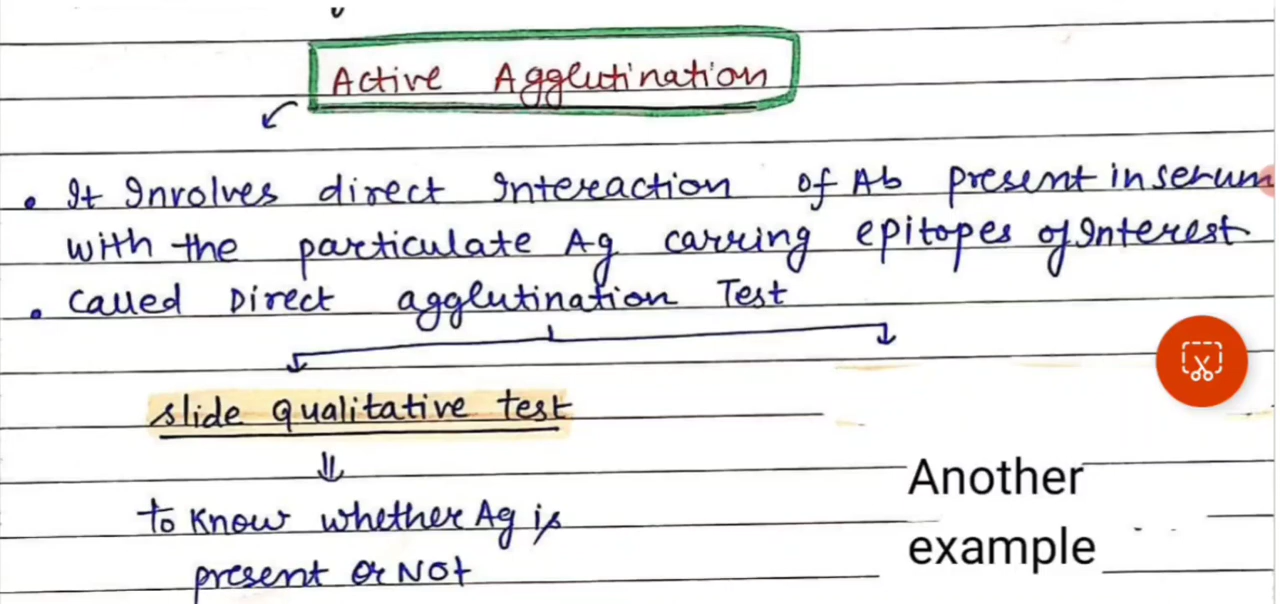 Active Agglutination
• It Involves direct Interaction of Ab present in serum
with the particulate Ag carring epitopes of Interest
• called Direct agglutination Test
slide qualitative test
to know whether Ag is
present or Not
Another
example